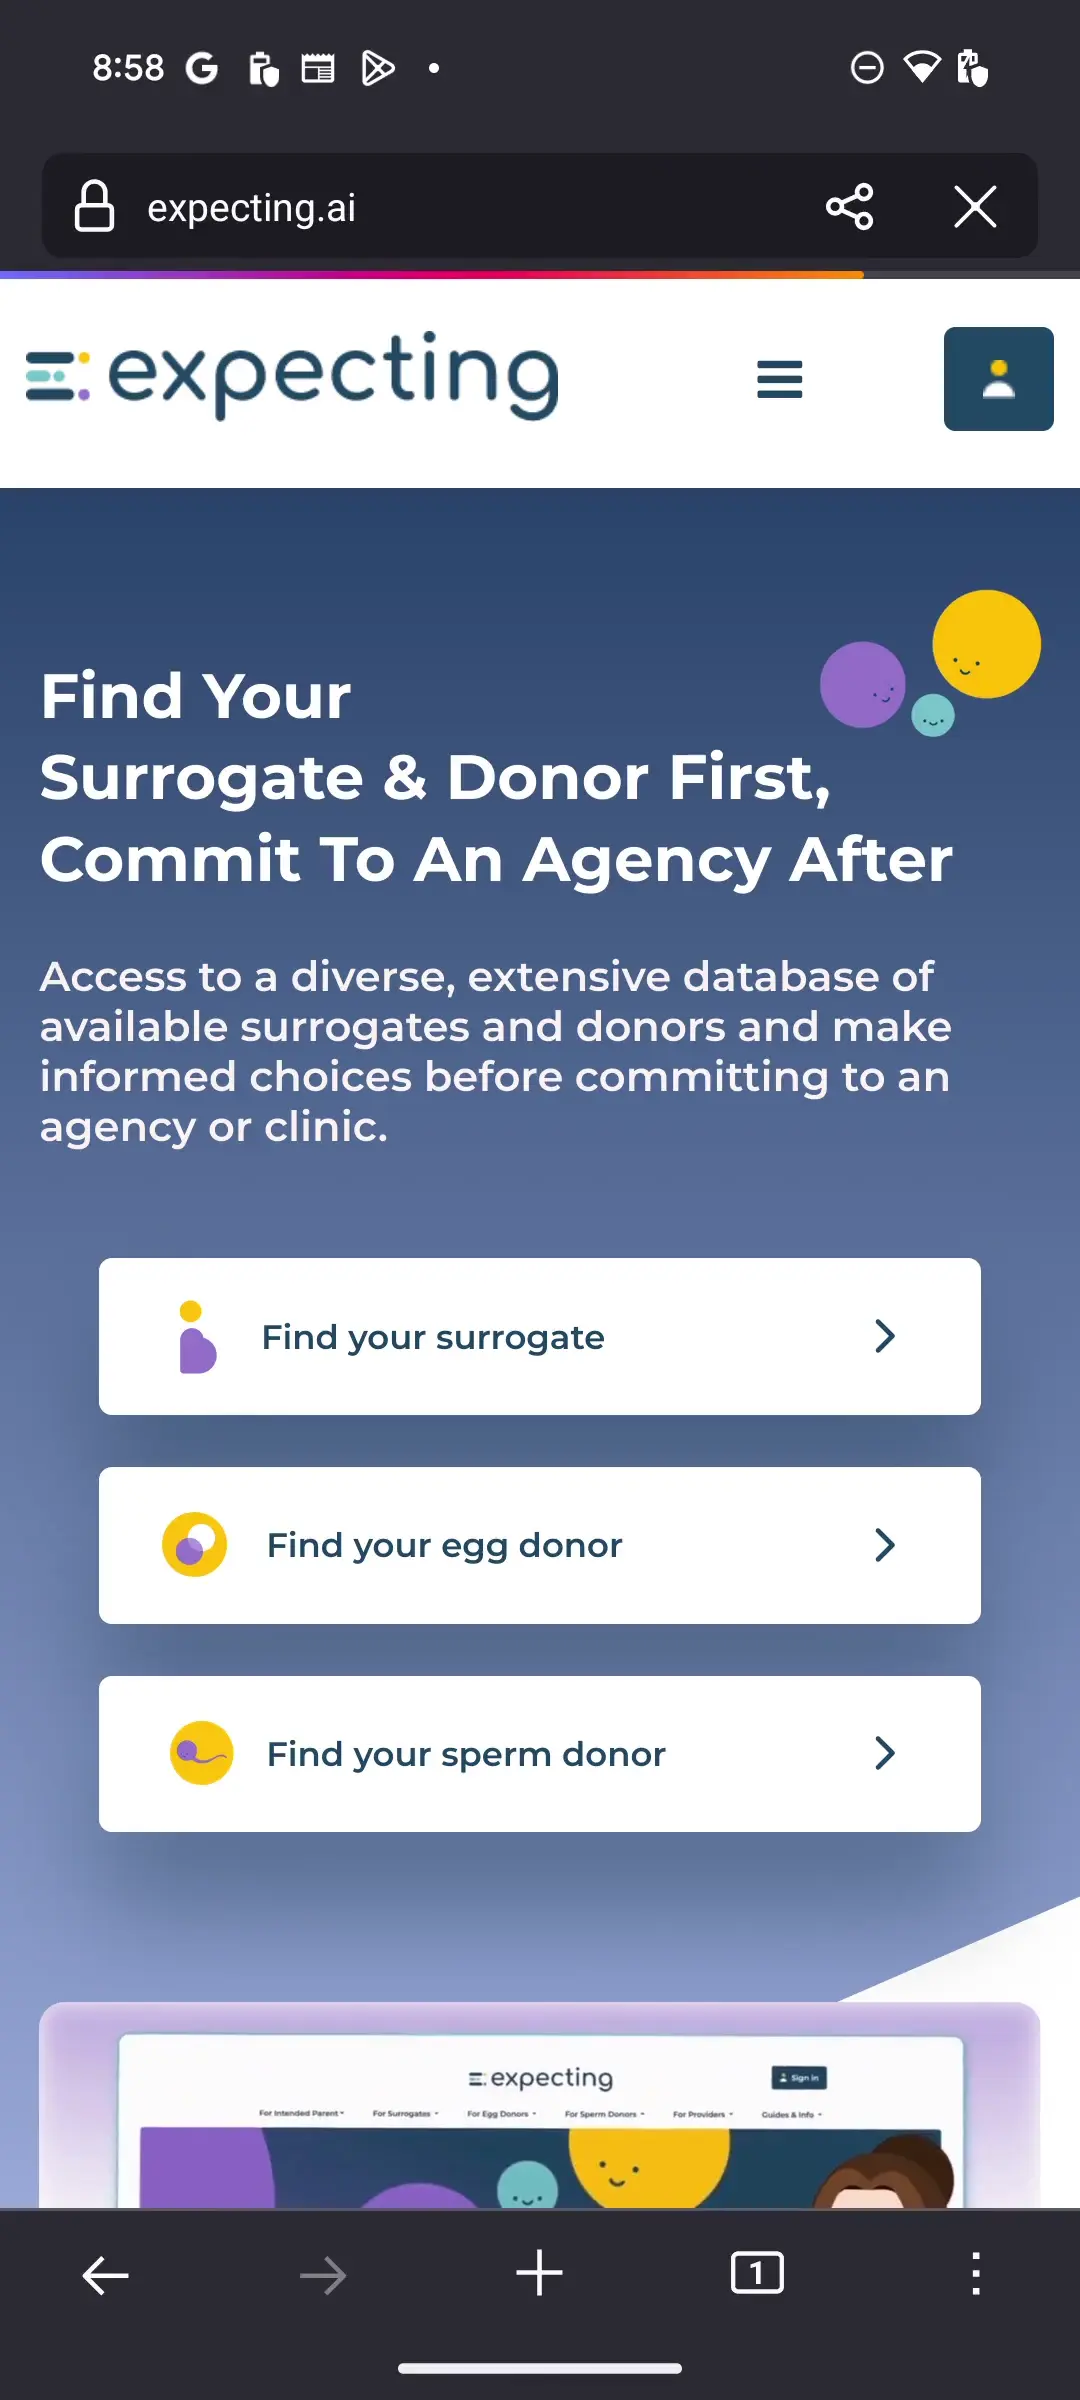 8:58
expecting.ai
expecting
Find Your
Surrogate & Donor First,
Commit To An Agency After
Access to a diverse, extensive database of
available surrogates and donors and make
informed choices before committing to an
agency or clinic.
Find your surrogate
Find your egg donor
Find your sperm donor
expecting
Sign In
For Intended Parent
For Surrogates
For Egg Donors
For Sperm Donors
For Providers
Guides & Info
1